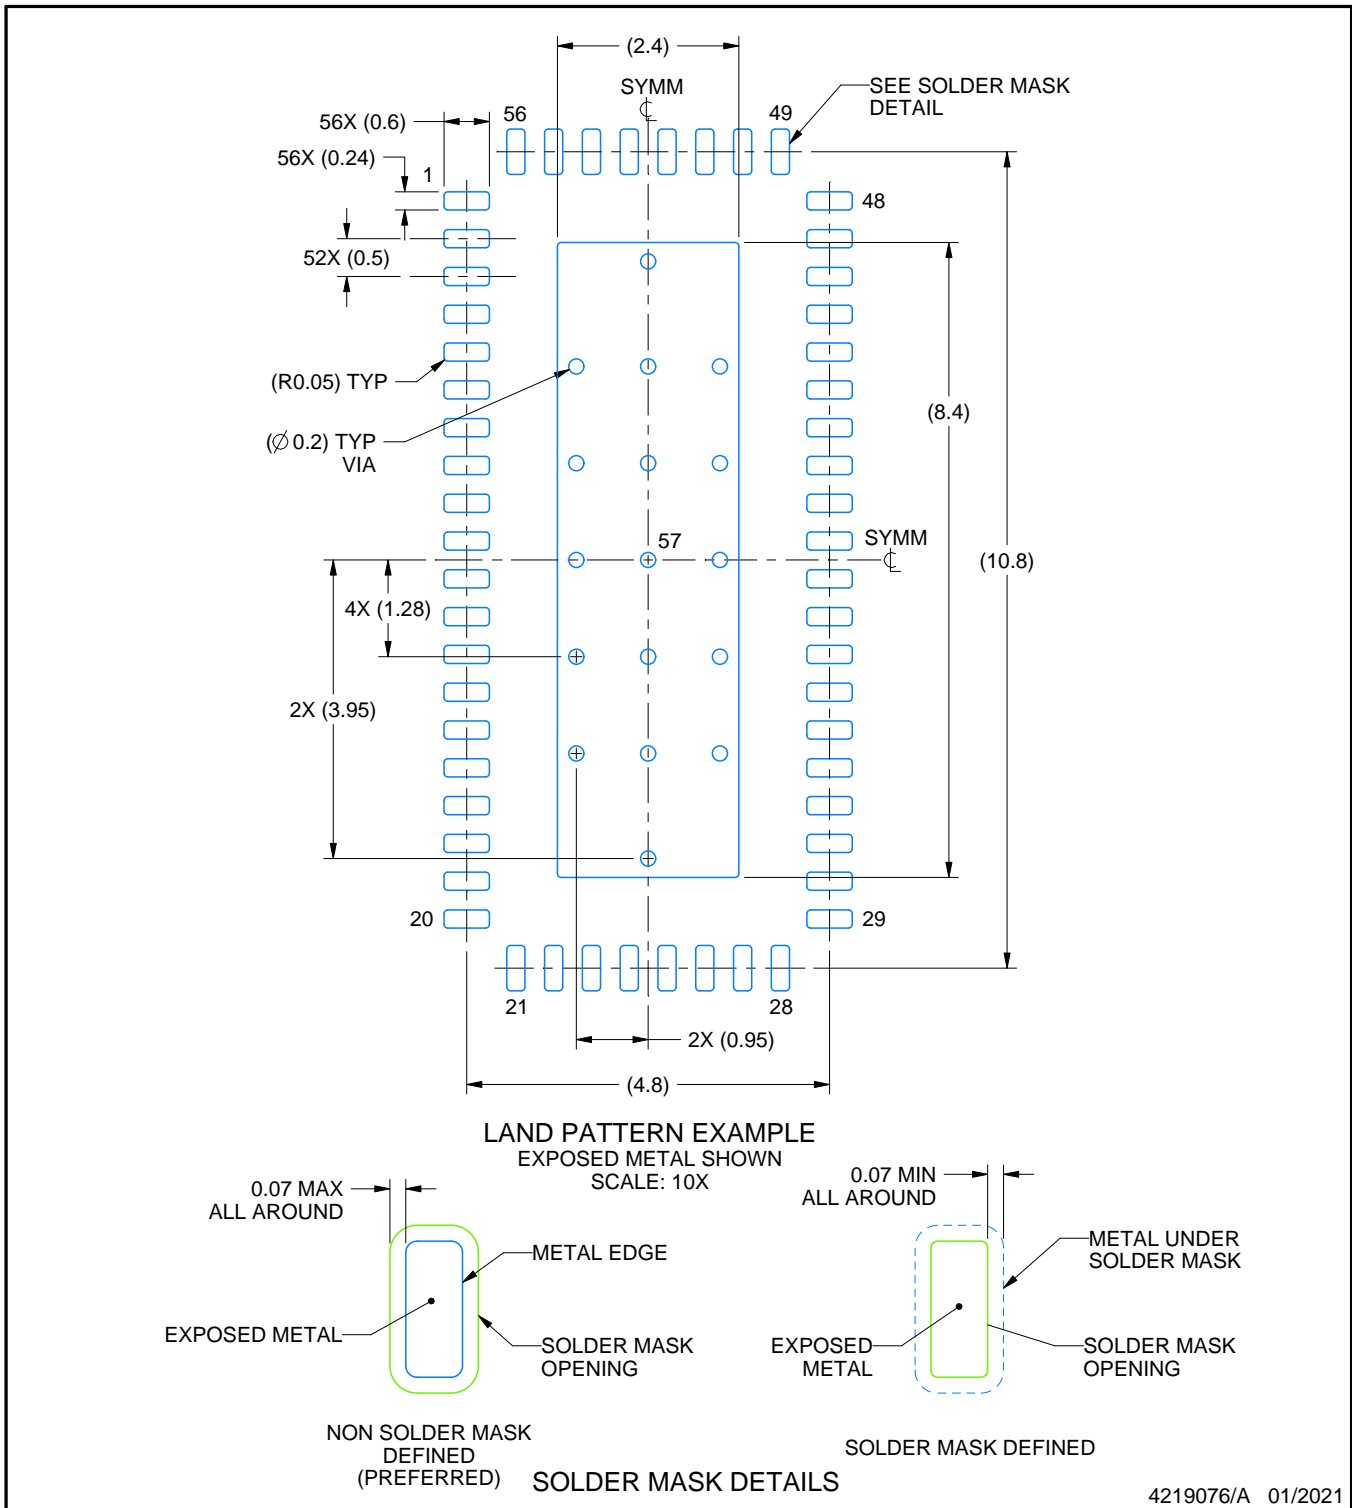 (2.4)
SYMM
SEE SOLDER MASK
DETAIL
56
49
56X (0.6)
56X (0.24)
1
48
52X (0.5)
(R0.05) TYP
(8.4)
(∅ 0.2) TYP
VIA
57
SYMM
(10.8)
4X (1.28)
2X (3.95)
20
29
21
28
2X (0.95)
(4.8)
LAND PATTERN EXAMPLE
EXPOSED METAL SHOWN
SCALE: 10X
0.07 MAX
ALL AROUND
METAL EDGE
EXPOSED METAL
SOLDER MASK
OPENING
NON SOLDER MASK
DEFINED
(PREFERRED)
0.07 MIN
ALL AROUND
METAL UNDER
SOLDER MASK
EXPOSED
METAL
SOLDER MASK
OPENING
SOLDER MASK DEFINED
SOLDER MASK DETAILS
4219076/A 01/2021